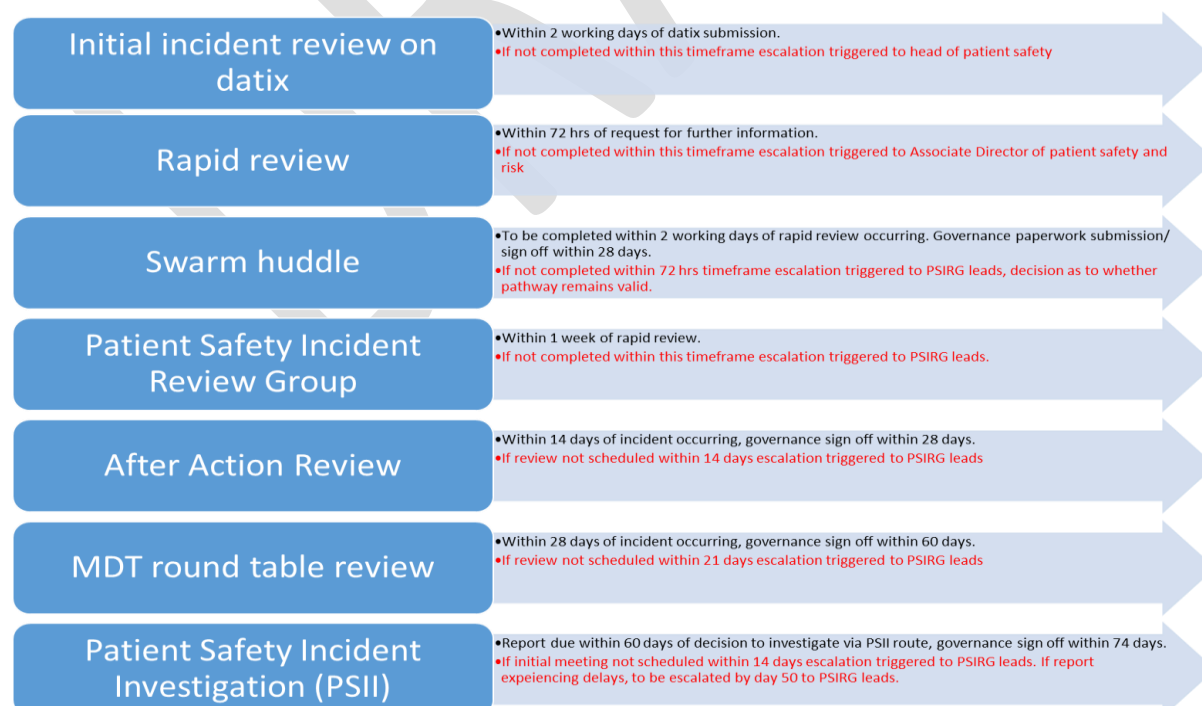 Initial incident review on
datix
•Within 2 working days of datix submission.
•If not completed within this timeframe escalation triggered to head of patient safety
Rapid review
•Within 72 hrs of request for further information.
•If not completed within this timeframe escalation triggered to Associate Director of patient safety and
risk
Swarm huddle
•To be completed within 2 working days of rapid review occurring. Governance paperwork submission/
sign off within 28 days.
•If not completed within 72 hrs timeframe escalation triggered to PSIRG leads, decision as to whether
pathway remains valid.
Patient Safety Incident
Review Group
•Within 1 week of rapid review.
•If not completed within this timeframe escalation triggered to PSIRG leads.
After Action Review
•Within 14 days of incident occurring, governance sign off within 28 days.
•If review not scheduled within 14 days escalation triggered to PSIRG leads
MDT round table review
•Within 28 days of incident occurring, governance sign off within 60 days.
•If review not scheduled within 21 days escalation triggered to PSIRG leads
Patient Safety Incident
Investigation (PSII)
•Report due within 60 days of decision to investigate via PSII route, governance sign off within 74 days.
•If initial meeting not scheduled within 14 days escalation triggered to PSIRG leads. If report
expeiencing delays, to be escalated by day 50 to PSIRG leads.